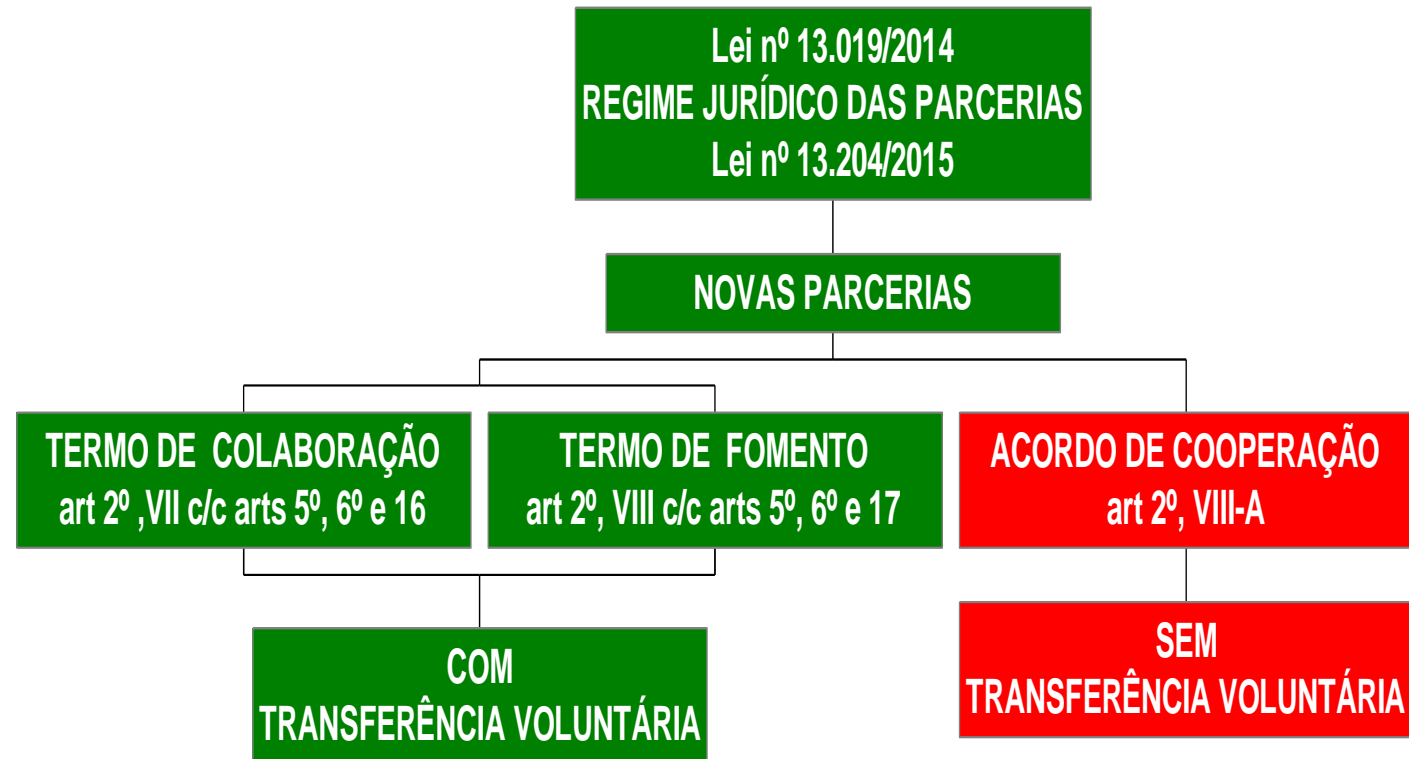 Lei nº 13.019/2014
REGIME JURÍDICO DAS PARCERIAS
Lei nº 13.204/2015
NOVAS PARCERIAS
TERMO DE COLABORAÇÃO
art 2º ,VII c/c arts 5º, 6º e 16
TERMO DE FOMENTO
art 2º, VIII c/c arts 5º, 6º e 17
ACORDO DE COOPERAÇÃO
art 2º, VIII-A
COM
TRANSFERÊNCIA VOLUNTÁRIA
SEM
TRANSFERÊNCIA VOLUNTÁRIA